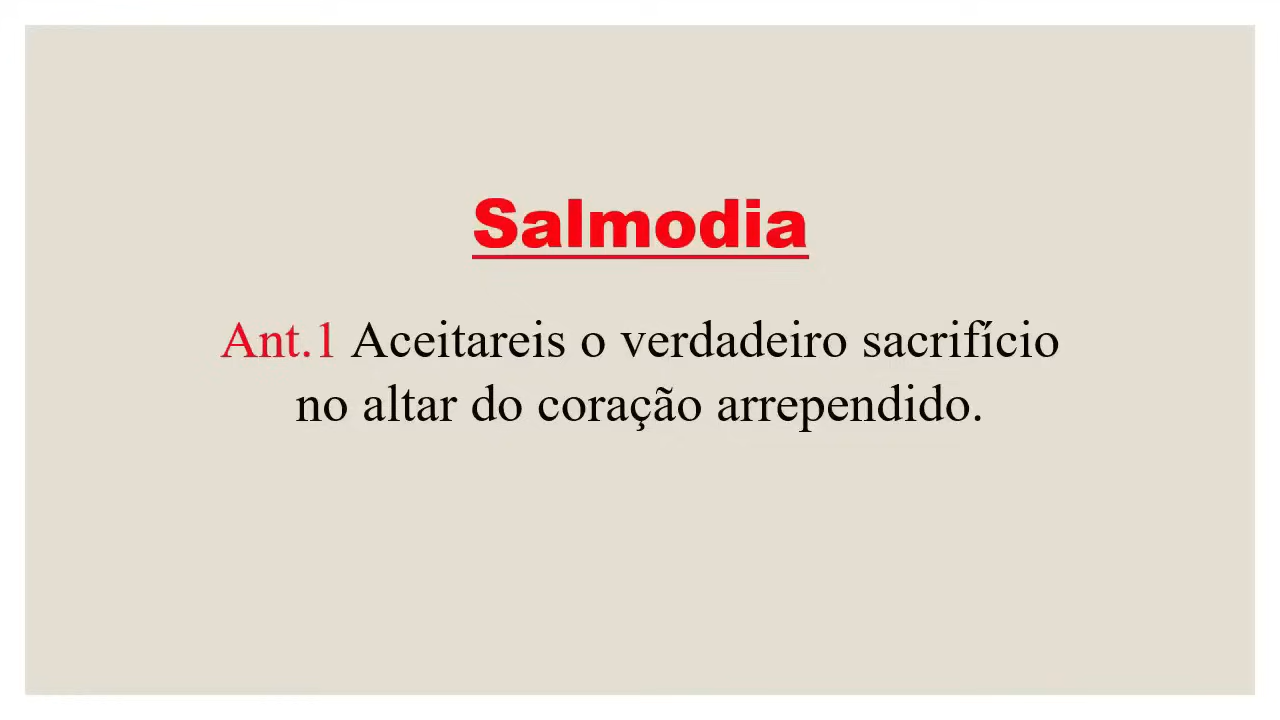 Salmodia
Ant.1 Aceitareis o verdadeiro sacrifício
no altar do coração arrependido.